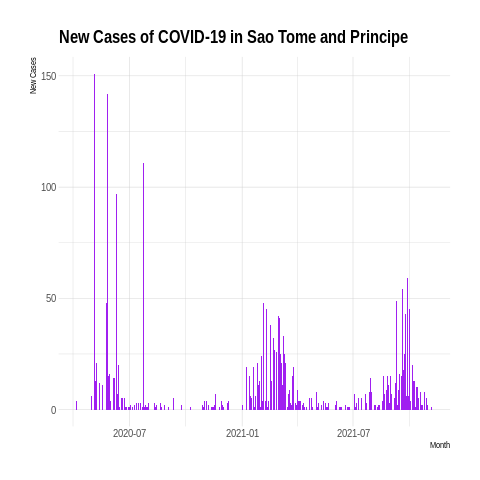 New Cases of COVID-19 in Sao Tome and Principe
New Cases
150
100
50
0
2020-07
2021-01
2021-07
Month